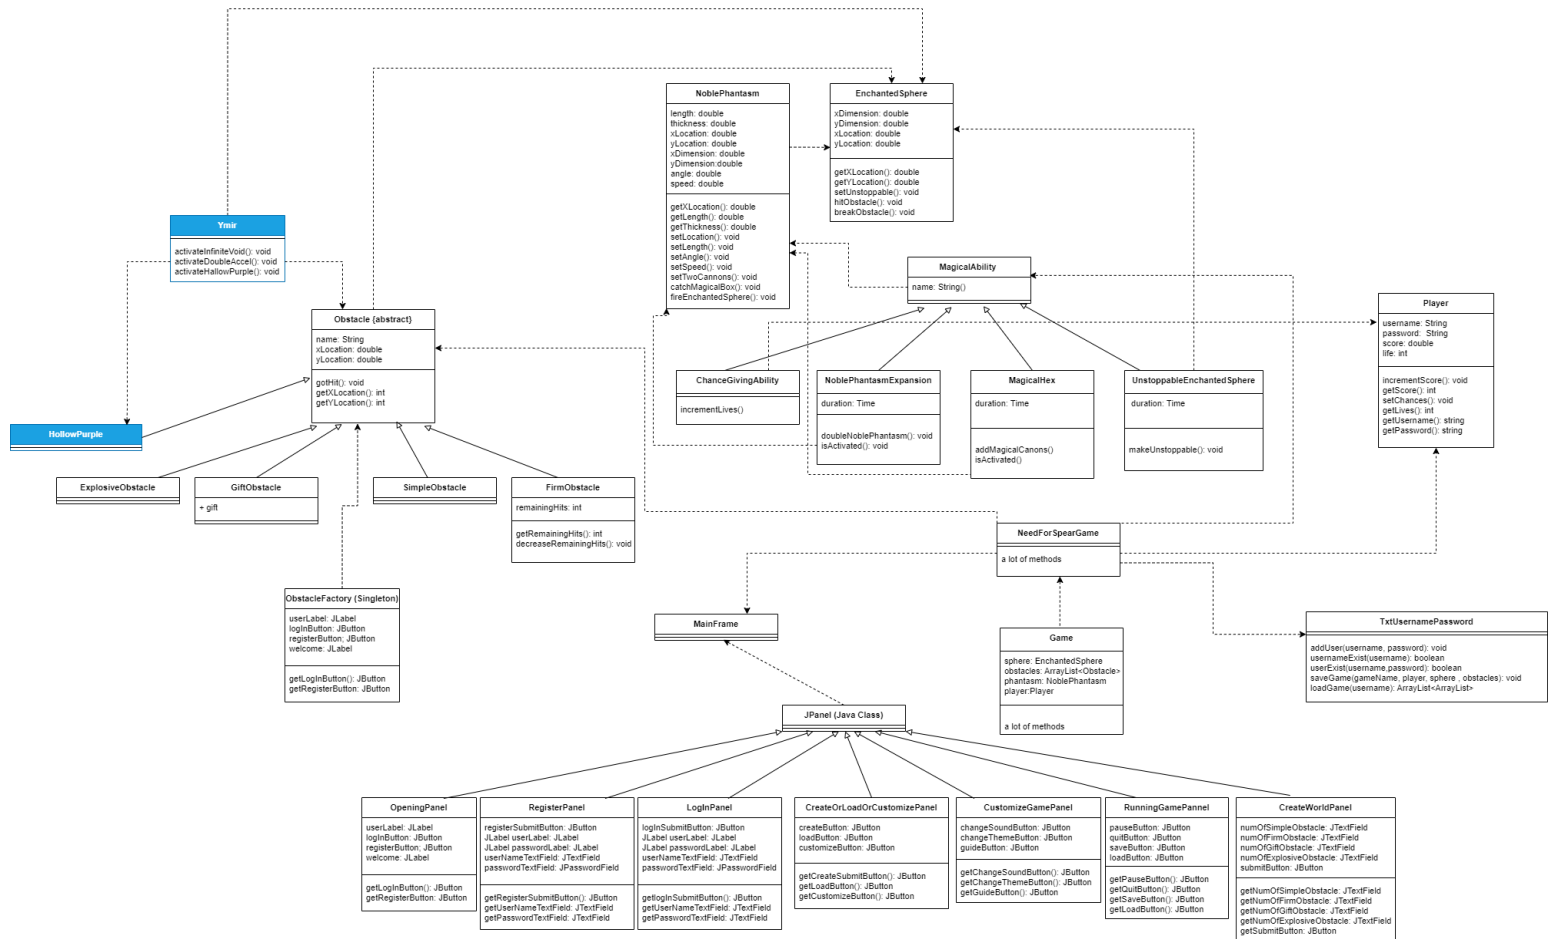 NoblePhantasm
length: double
thickness: double
xLocation: double
yLocation: double
xDimension: double
yDimension:double
angle: double
speed: double
getXLocation(): double
getLength(): double
getThickness(): double
setLocation(): void
setLength(): void
setAngle(): void
setSpeed(): void
setTwoCannons(): void
catchMagicalBox(): void
fireEnchantedSphere(): void
EnchantedSphere
xDimension: double
yDimension: double
xLocation: double
yLocation: double
getXLocation(): double
getYLocation(): double
setUnstoppable(): void
hitObstacle(): void
breakObstacle(): void
Ymir
activateInfiniteVoid(): void
activateDoubleAccel(): void
activateHallowPurple(): void
MagicalAbility
name: String()
Player
username: String
password:  String
score: double
life: int
incrementScore(): void
getScore(): int
setChances(): void
getLives(): int
getUsername(): string
getPassword(): string
Obstacle {abstract}
name: String
xLocation: double
yLocation: double
gotHit(): void
getXLocation(): int
getYLocation(): int
HollowPurple
ChanceGivingAbility
incrementLives()
NoblePhantasmExpansion
duration: Time
doubleNoblePhantasm(): void
isActivated(): void
MagicalHex
duration: Time
addMagicalCanons()
isActivated()
UnstoppableEnchantedSphere
duration: Time
makeUnstoppable(): void
ExplosiveObstacle
GiftObstacle
+ gift
SimpleObstacle
FirmObstacle
remainingHits: int
getRemainingHits(): int
decreaseRemainingHits(): void
NeedForSpearGame
a lot of methods
ObstacleFactory (Singleton)
userLabel: JLabel
logInButton: JButton
registerButton; JButton
welcome: JLabel
getLogInButton(): JButton
getRegisterButton: JButton
MainFrame
Game
sphere: EnchantedSphere
obstacles: ArrayList<Obstacle>
phantasm: NoblePhantasm
player:Player
a lot of methods
TxtUsernamePassword
addUser(username, password): void
usernameExist(username): boolean
userExist(username,password): boolean
saveGame(gameName, player, sphere , obstacles): void
loadGame(username): ArrayList<ArrayList>
JPanel (Java Class)
OpeningPanel
userLabel: JLabel
logInButton: JButton
registerButton; JButton
welcome: JLabel
getLogInButton(): JButton
getRegisterButton: JButton
RegisterPanel
registerSubmitButton: JButton
JLabel userLabel: JLabel
JLabel passwordLabel: JLabel
userNameTextField: JTextField
passwordTextField: JPasswordField
getRegisterSubmitButton(): JButton
getUserNameTextField: JTextField
getPasswordTextField: JTextField
LogInPanel
logInSubmitButton: JButton
JLabel userLabel: JLabel
JLabel passwordLabel: JLabel
userNameTextField: JTextField
passwordTextField: JPasswordField
getlogInSubmitButton(): JButton
getUserNameTextField: JTextField
getPasswordTextField: JTextField
CreateOrLoadOrCustomizePanel
createButton: JButton
loadButton: JButton
customizeButton: JButton
getCreateSubmitButton(): JButton
getLoadButton(): JButton
getCustomizeButton(): JButton
CustomizeGamePanel
changeSoundButton: JButton
changeThemeButton: JButton
guideButton: JButton
getChangeSoundButton(): JButton
getChangeThemeButton(): JButton
getGuideButton(): JButton
RunningGamePannel
pauseButton: JButton
quitButton: JButton
saveButton: JButton
loadButton: JButton
getPauseButton(): JButton
getQuitButton(): JButton
getSaveButton(): JButton
getLoadButton(): JButton
CreateWorldPanel
numOfSimpleObstacle: JTextField
numOfFirmObstacle: JTextField
numOfGiftObstacle: JTextField
numOfExplosiveObstacle: JTextField
submitButton: JButton
getNumOfSimpleObstacle: JTextField
getNumOfFirmObstacle: JTextField
getNumOfGiftObstacle: JTextField
getNumOfExplosiveObstacle: JTextField
getSubmitButton: JButton